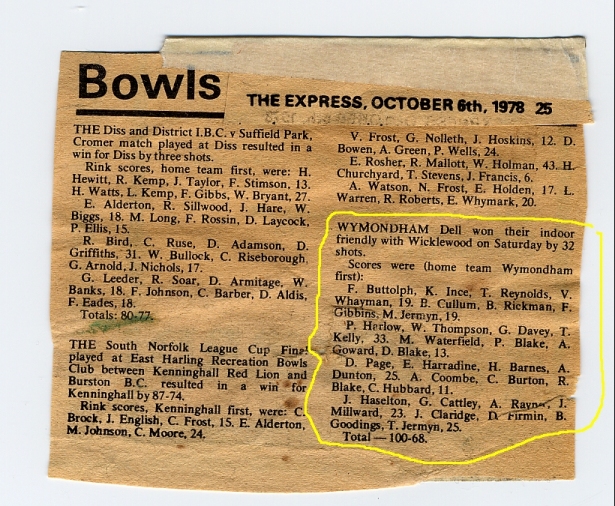 Bowls
THE EXPRESS, OCTOBER 6th, 1978 25
THE Diss and District I.B.C. v Suffield Park,
Cromer match played at Diss resulted in a
win for Diss by three shots.
Rink scores, home team first, were: H.
Hewitt, R. Kemp, J. Taylor, F. Stimson, 13.
H. Watts, L. Kemp, F. Gibbs, W. Bryant, 27.
E. Alderton, R. Sillwood, J. Hare, W.
Biggs, 18. M. Long, F. Rossin, D. Laycock,
P. Ellis, 15.
R. Bird, C. Ruse, D. Adamson, D.
Griffiths, 31. W. Bullock, C. Riseborough,
G. Arnold, J. Nichols, 17.
G. Leeder, R. Soar, D. Armitage, W.
Banks, 18. F. Johnson, C. Barber, D. Aldis,
F. Eades, 18.
Totals: 80-77.
THE South Norfolk League Cup Final
played at East Harling Recreation Bowls
Club between Kenninghall Red Lion and
Burston B.C. resulted in a win for
Kenninghall by 87-74.
Rink scores, Kenninghall first, were: C.
Brock, J. English, C. Frost, 15. E. Alderton,
M. Johnson, C. Moore, 24.
V. Frost, G. Nolleth, J. Hoskins, 12. D.
Bowen, A. Green, P. Wells, 24.
E. Rosher, R. Mallott, W. Holman, 43. H.
Churchyard, T. Stevens, J. Francis, 6.
A. Watson, N. Frost, E. Holden, 17. L.
Warren, R. Roberts, E. Whymark, 20.
WYMONDHAM Dell won their indoor
friendly with Wicklewood on Saturday by 32
shots.
Scores were (home team Wymondham
first):
F. Buttolph, K. Ince, T. Reynolds, V.
Whayman, 19. B. Cullum, B. Rickman, F.
Gibbins, M. Jermyn, 19.
P. Harlow, W. Thompson, G. Davey, T.
Kelly, 33. M. Waterfield, P. Blake, A.
Goward, D. Blake, 13.
D. Page, E. Harradine, H. Barnes, A.
Dunton, 25. A. Coombe, C. Burton, R.
Blake, C. Hubbard, 11.
J. Haselton, G. Cattley, A. Rayner, J.
Millward, 23. J. Claridge, D. Firmin, B.
Goodings, T. Jermyn, 25.
Total — 100-68.